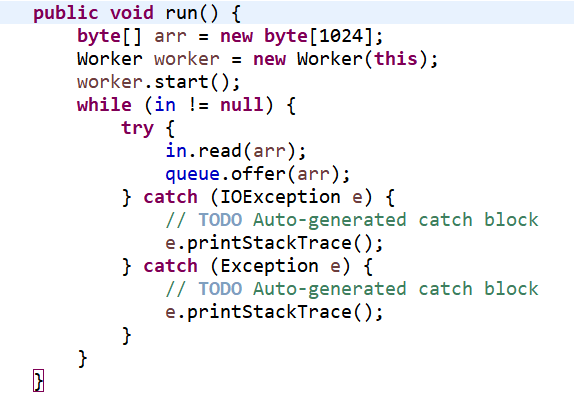 public void run() {
    byte[] arr = new byte[1024];
    Worker worker = new Worker(this);
    worker.start();
    while (in != null) {
        try {
            in.read(arr);
            queue.offer(arr);
        } catch (IOException e) {
            // TODO Auto-generated catch block
            e.printStackTrace();
        } catch (Exception e) {
            // TODO Auto-generated catch block
            e.printStackTrace();
        }
    }
}